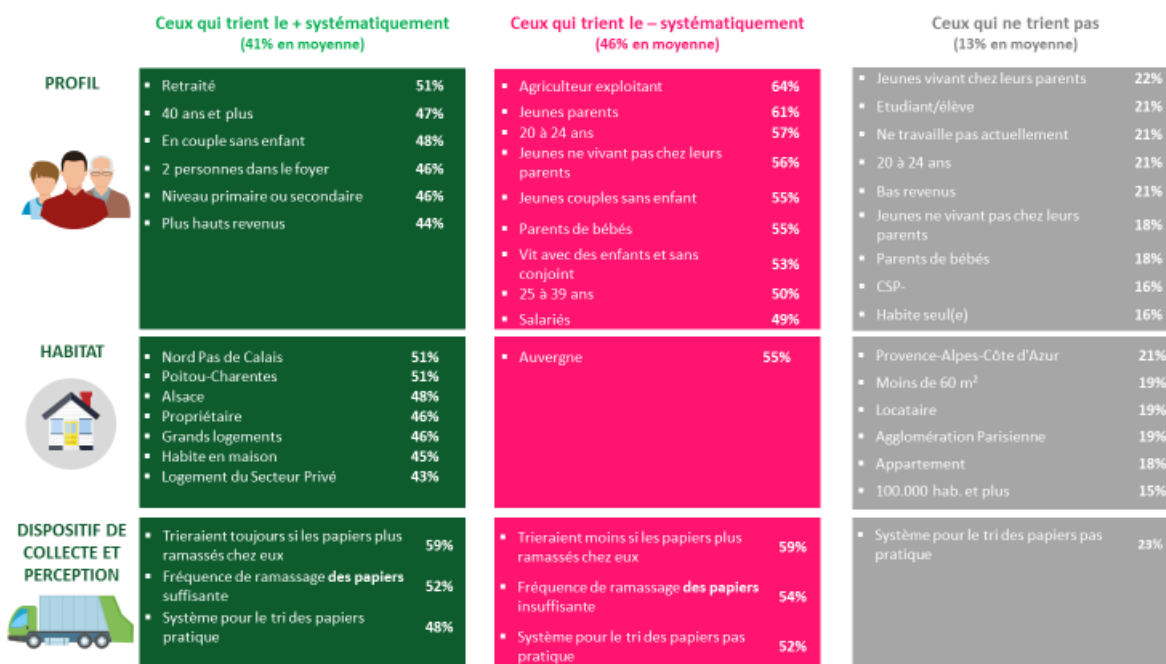 Ceux qui trient le + systématiquement
(41% en moyenne)
Ceux qui trient le – systématiquement
(46% en moyenne)
Ceux qui ne trient pas
(13% en moyenne)
PROFIL
▪ Retraité 51%
▪ 40 ans et plus 47%
▪ En couple sans enfant 48%
▪ 2 personnes dans le foyer 46%
▪ Niveau primaire ou secondaire 46%
▪ Plus hauts revenus 44%
▪ Agriculteur exploitant 64%
▪ Jeunes parents 61%
▪ 20 à 24 ans 57%
▪ Jeunes ne vivant pas chez leurs
parents 56%
▪ Jeunes couples sans enfant 55%
▪ Parents de bébés 55%
▪ Vit avec des enfants et sans
conjoint 53%
▪ 25 à 39 ans 50%
▪ Salariés 49%
▪ Jeunes vivant chez leurs parents 22%
▪ Etudiant/élève 21%
▪ Ne travaille pas actuellement 21%
▪ 20 à 24 ans 21%
▪ Bas revenus 21%
▪ Jeunes ne vivant pas chez leurs
parents 18%
▪ Parents de bébés 18%
▪ CSP- 16%
▪ Habite seul(e) 16%
HABITAT
▪ Nord Pas de Calais 51%
▪ Poitou-Charentes 51%
▪ Alsace 48%
▪ Propriétaire 46%
▪ Grands logements 46%
▪ Habite en maison 45%
▪ Logement du Secteur Privé 43%
▪ Auvergne 55%
▪ Provence-Alpes-Côte d'Azur 21%
▪ Moins de 60 m² 19%
▪ Locataire 19%
▪ Agglomération Parisienne 19%
▪ Appartement 18%
▪ 100.000 hab. et plus 15%
DISPOSITIF DE
COLLECTE ET
PERCEPTION
▪ Trieraient toujours si les papiers plus
ramassés chez eux 59%
▪ Fréquence de ramassage des papiers
suffisante 52%
▪ Système pour le tri des papiers
pratique 48%
▪ Trieraient moins si les papiers plus
ramassés chez eux 59%
▪ Fréquence de ramassage des papiers
insuffisante 54%
▪ Système pour le tri des papiers pas
pratique 52%
▪ Système pour le tri des papiers pas
pratique 23%